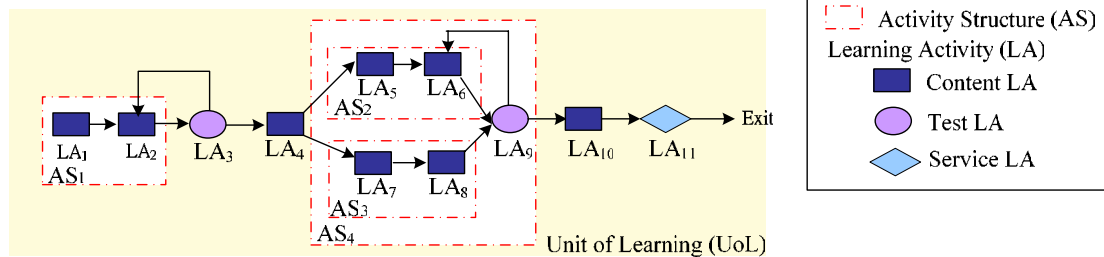 LA1
LA2
AS1
LA3
LA4
LA5
LA6
AS2
LA7
LA8
AS3
AS4
LA9
LA10
LA11
Exit
Unit of Learning (UoL)
Activity Structure (AS)
Learning Activity (LA)
Content LA
Test LA
Service LA